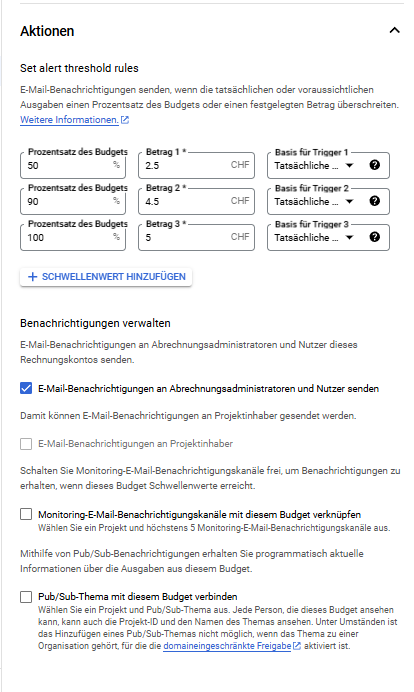 Aktionen
Set alert threshold rules
E-Mail-Benachrichtigungen senden, wenn die tatsächlichen oder voraussichtlichen
Ausgaben einen Prozentsatz des Budgets oder einen festgelegten Betrag überschreiten.
Weitere Informationen.
Prozentsatz des Budgets Betrag 1 * Basis für Trigger 1
50 % 2.5 CHF Tatsächliche ...
Prozentsatz des Budgets Betrag 2 * Basis für Trigger 2
90 % 4.5 CHF Tatsächliche ...
Prozentsatz des Budgets Betrag 3 * Basis für Trigger 3
100 % 5 CHF Tatsächliche ...
+ SCHWELLENWERT HINZUFÜGEN
Benachrichtigungen verwalten
E-Mail-Benachrichtigungen an Abrechnungsadministratoren und Nutzer dieses
Rechnungskontos senden.
E-Mail-Benachrichtigungen an Abrechnungsadministratoren und Nutzer senden
Damit können E-Mail-Benachrichtigungen an Projektinhaber gesendet werden.
E-Mail-Benachrichtigungen an Projektinhaber
Schalten Sie Monitoring-E-Mail-Benachrichtigungskanäle frei, um Benachrichtigungen zu
erhalten, wenn dieses Budget Schwellenwerte erreicht.
Monitoring-E-Mail-Benachrichtigungskanäle mit diesem Budget verknüpfen
Wählen Sie ein Projekt und höchstens 5 Monitoring-E-Mail-Benachrichtigungskanäle aus.
Mithilfe von Pub/Sub-Benachrichtigungen erhalten Sie programmatisch aktuelle
Informationen über die Ausgaben aus diesem Budget.
Pub/Sub-Thema mit diesem Budget verbinden
Wählen Sie ein Projekt und Pub/Sub-Thema aus. Jede Person, die dieses Budget ansehen
kann, kann auch die Projekt-ID und den Namen des Themas ansehen. Unter Umständen ist
das Hinzufügen eines Pub/Sub-Themas nicht möglich, wenn das Thema zu einer
Organisation gehört, für die die domaineingeschränkte Freigabe aktiviert ist.